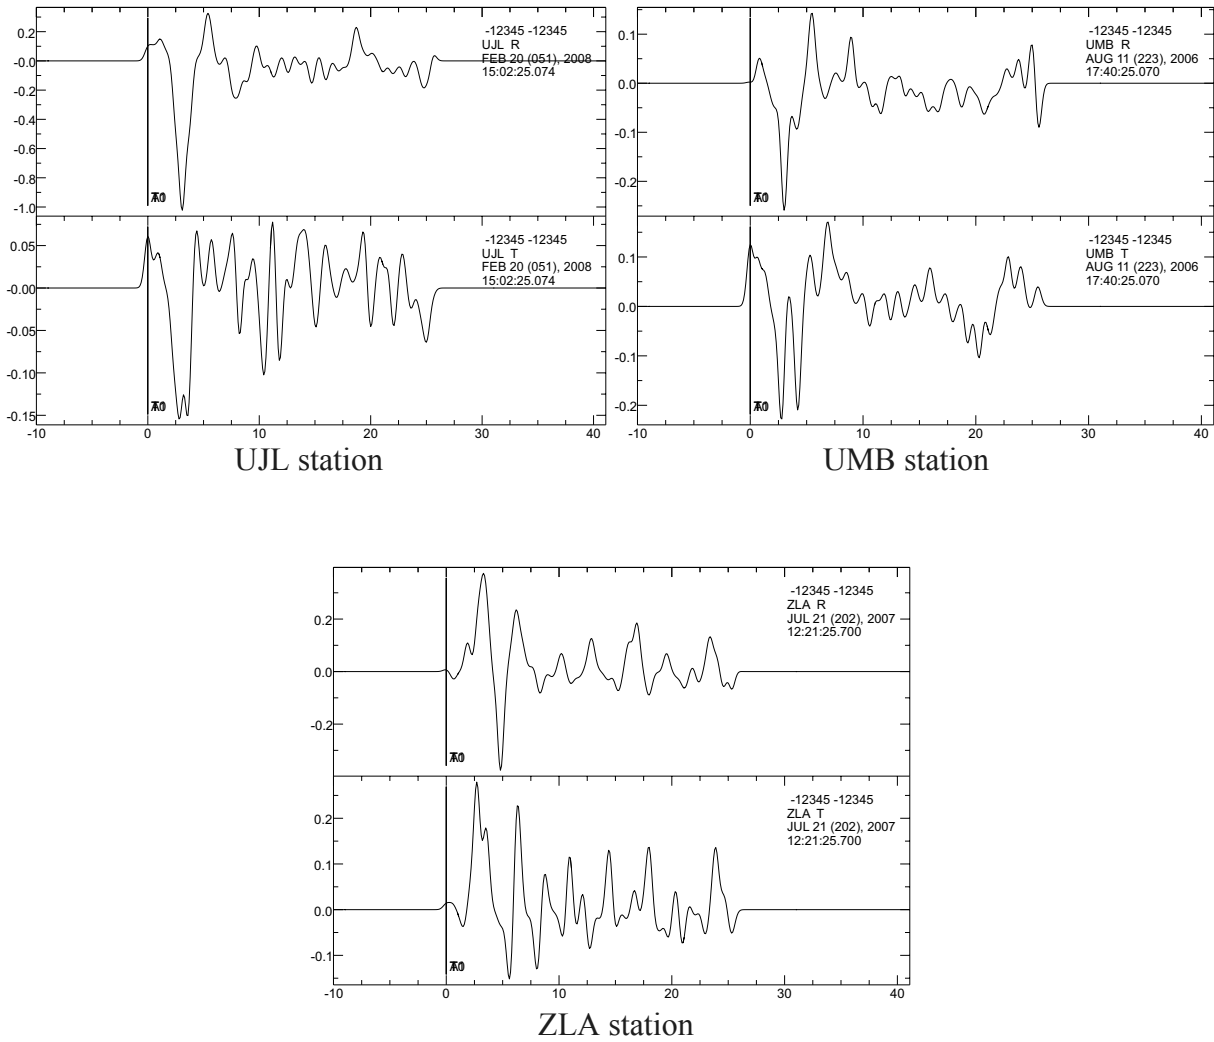 0.2
-0.0
-0.2
-0.4
-0.6
-0.8
-1.0
-12345 -12345
UJL R
FEB 20 (051), 2008
15:02:25.074
0.05
-0.00
-0.05
-0.10
-0.15
-12345 -12345
UJL T
FEB 20 (051), 2008
15:02:25.074
-10 0 10 20 30 40
UJL station
0.1
0.0
-0.1
-0.2
-12345 -12345
UMB R
AUG 11 (223), 2006
17:40:25.070
0.1
0.0
-0.1
-0.2
-12345 -12345
UMB T
AUG 11 (223), 2006
17:40:25.070
-10 0 10 20 30 40
UMB station
0.2
0.0
-0.2
-12345 -12345
ZLA R
JUL 21 (202), 2007
12:21:25.700
0.2
0.1
0.0
-0.1
-12345 -12345
ZLA T
JUL 21 (202), 2007
12:21:25.700
-10 0 10 20 30 40
ZLA station